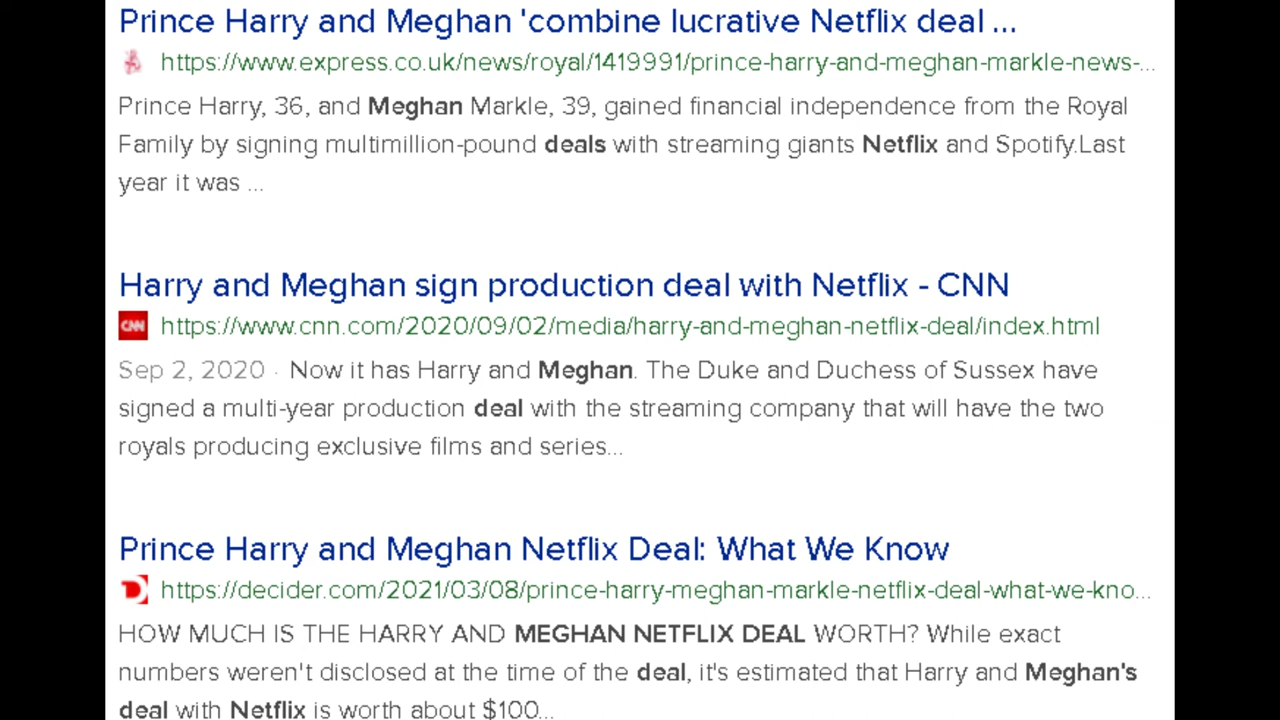 Prince Harry and Meghan 'combine lucrative Netflix deal ...
https://www.express.co.uk/news/royal/1419991/prince-harry-and-meghan-markle-news-...
Prince Harry, 36, and Meghan Markle, 39, gained financial independence from the Royal
Family by signing multimillion-pound deals with streaming giants Netflix and Spotify.Last
year it was ...
Harry and Meghan sign production deal with Netflix - CNN
CNN https://www.cnn.com/2020/09/02/media/harry-and-meghan-netflix-deal/index.html
Sep 2, 2020 · Now it has Harry and Meghan. The Duke and Duchess of Sussex have
signed a multi-year production deal with the streaming company that will have the two
royals producing exclusive films and series...
Prince Harry and Meghan Netflix Deal: What We Know
D https://decider.com/2021/03/08/prince-harry-meghan-markle-netflix-deal-what-we-kno...
HOW MUCH IS THE HARRY AND MEGHAN NETFLIX DEAL WORTH? While exact
numbers weren't disclosed at the time of the deal, it's estimated that Harry and Meghan's
deal with Netflix is worth about $100...